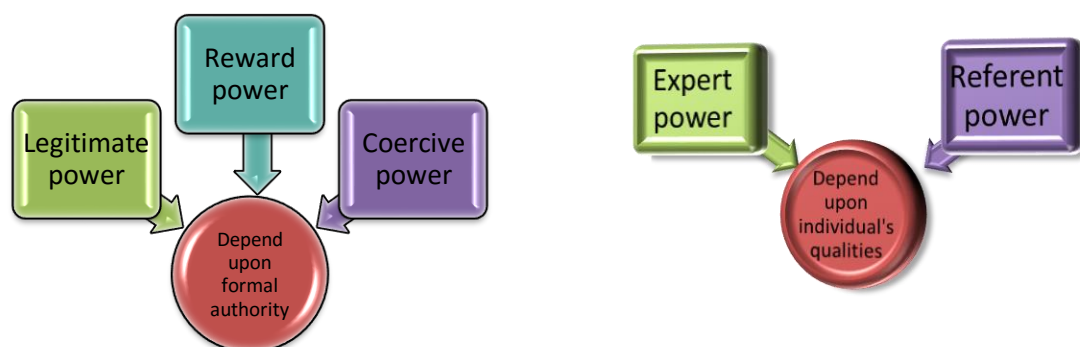 Legitimate
power
Reward
power
Coercive
power
Depend
upon
formal
authority
Expert
power
Referent
power
Depend
upon
individual's
qualities